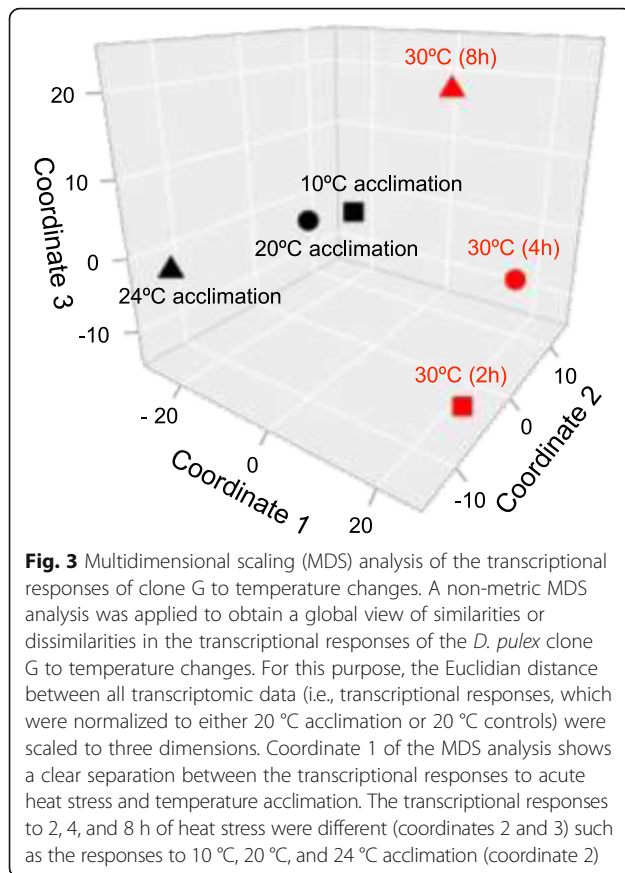 30ºC (8h)
20
Coordinate 3
10
10ºC acclimation
20ºC acclimation
30ºC (4h)
0
24ºC acclimation
-10
30ºC (2h)
10
- 20
0
Coordinate 2
0
Coordinate 1
-10
20
Fig. 3 Multidimensional scaling (MDS) analysis of the transcriptional
responses of clone G to temperature changes. A non-metric MDS
analysis was applied to obtain a global view of similarities or
dissimilarities in the transcriptional responses of the D. pulex clone
G to temperature changes. For this purpose, the Euclidian distance
between all transcriptomic data (i.e., transcriptional responses, which
were normalized to either 20 °C acclimation or 20 °C controls) were
scaled to three dimensions. Coordinate 1 of the MDS analysis shows
a clear separation between the transcriptional responses to acute
heat stress and temperature acclimation. The transcriptional responses
to 2, 4, and 8 h of heat stress were different (coordinates 2 and 3) such
as the responses to 10 °C, 20 °C, and 24 °C acclimation (coordinate 2)